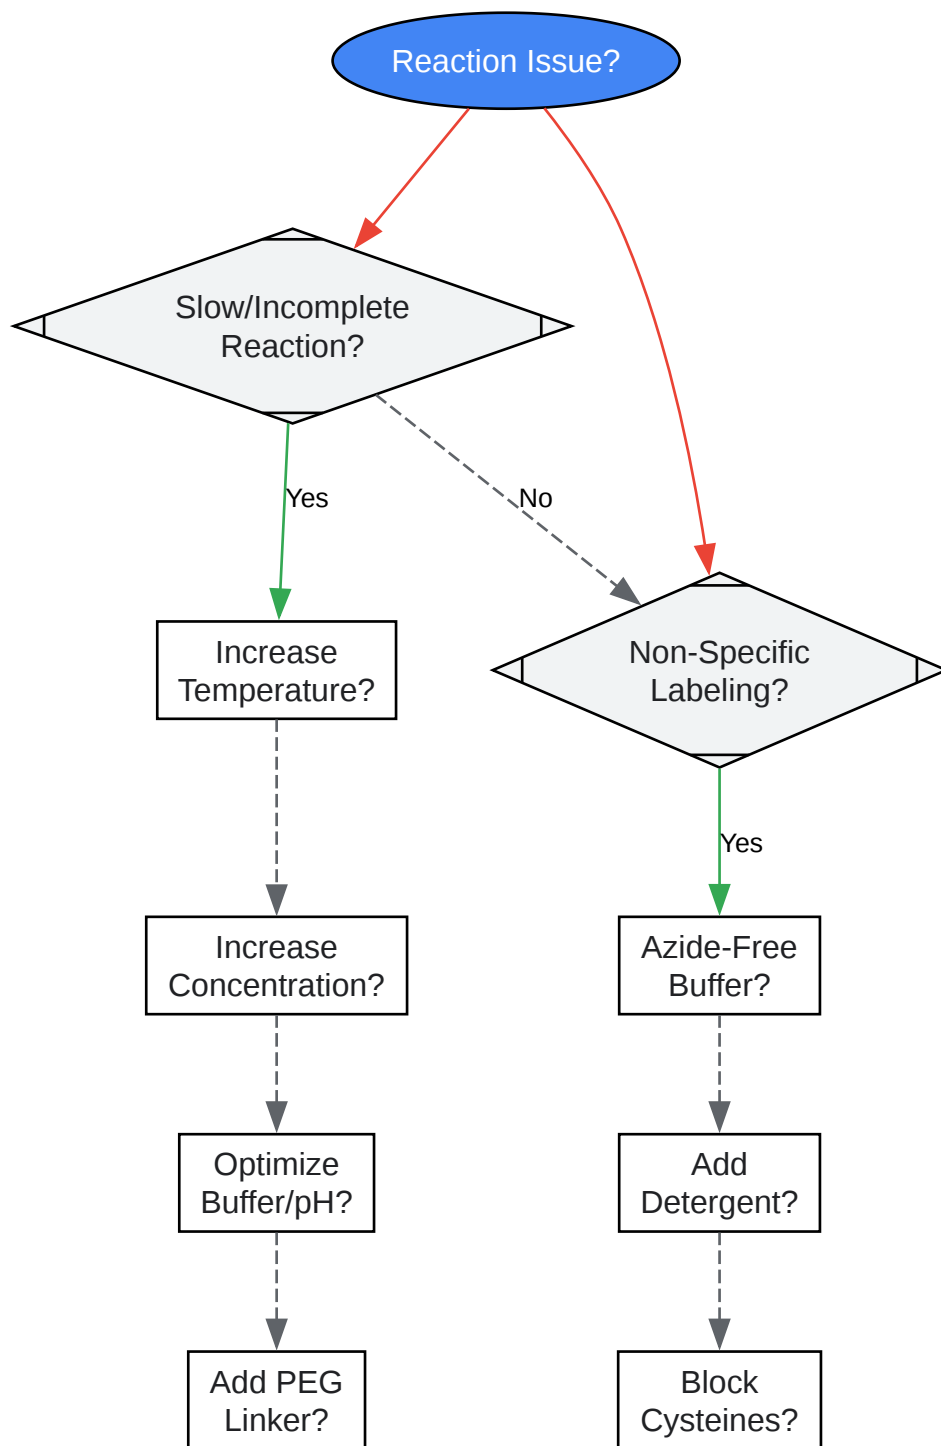 Reaction Issue?
Slow/Incomplete
Reaction?
Yes
No
Increase
Temperature?
Non-Specific
Labeling?
Yes
Increase
Concentration?
Azide-Free
Buffer?
Optimize
Buffer/pH?
Add
Detergent?
Add PEG
Linker?
Block
Cysteines?